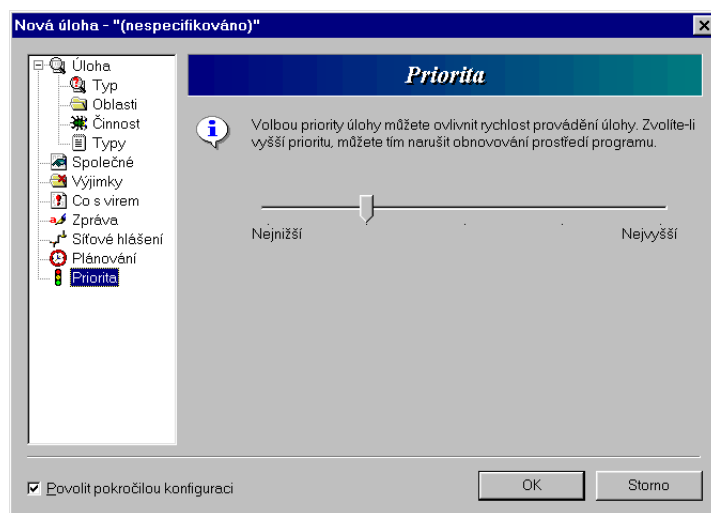 Nová úloha - "(nespecifikováno)"
Úloha
Typ
Oblasti
Činnost
Typy
Společné
Výjimky
Co s virem
Zpráva
Síťové hlášení
Plánování
Priorita
Priorita
Volbou priority úlohy můžete ovlivnit rychlost provádění úlohy. Zvolíte-li
vyšší prioritu, můžete tím narušit obnovování prostředí programu.
Nejnižší
Nejvyšší
Povolit pokročilou konfiguraci
OK
Storno